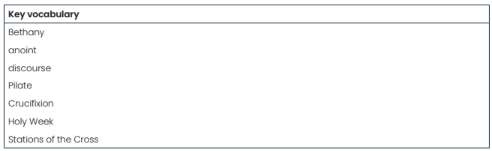 Key vocabulary
Bethany
anoint
discourse
Pilate
Crucifixion
Holy Week
Stations of the Cross